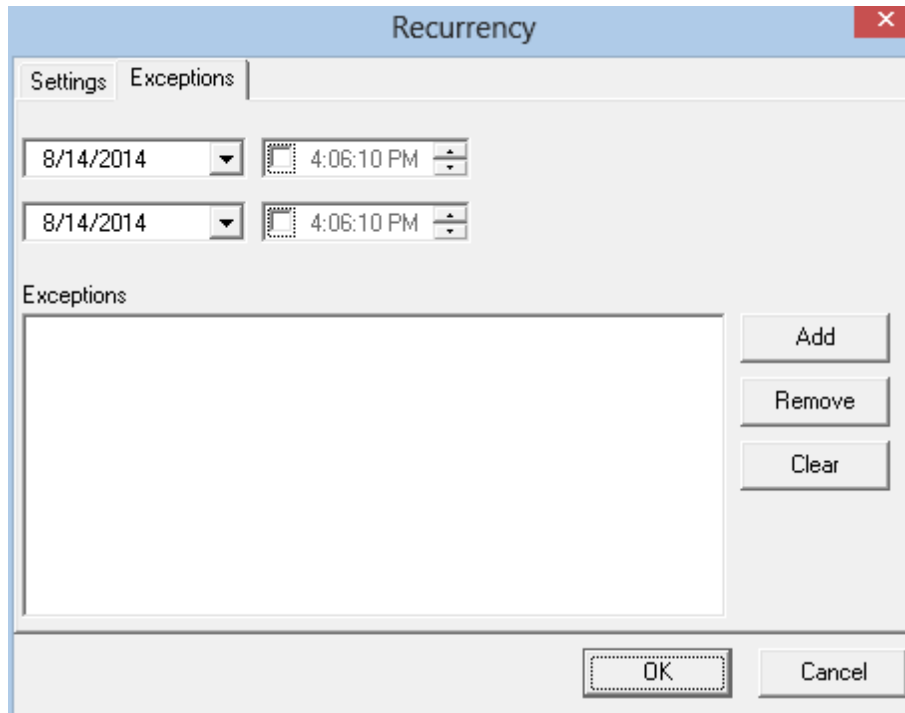 Recurrency
Settings Exceptions
8/14/2014 4:06:10 PM
8/14/2014 4:06:10 PM
Exceptions
Add
Remove
Clear
OK Cancel